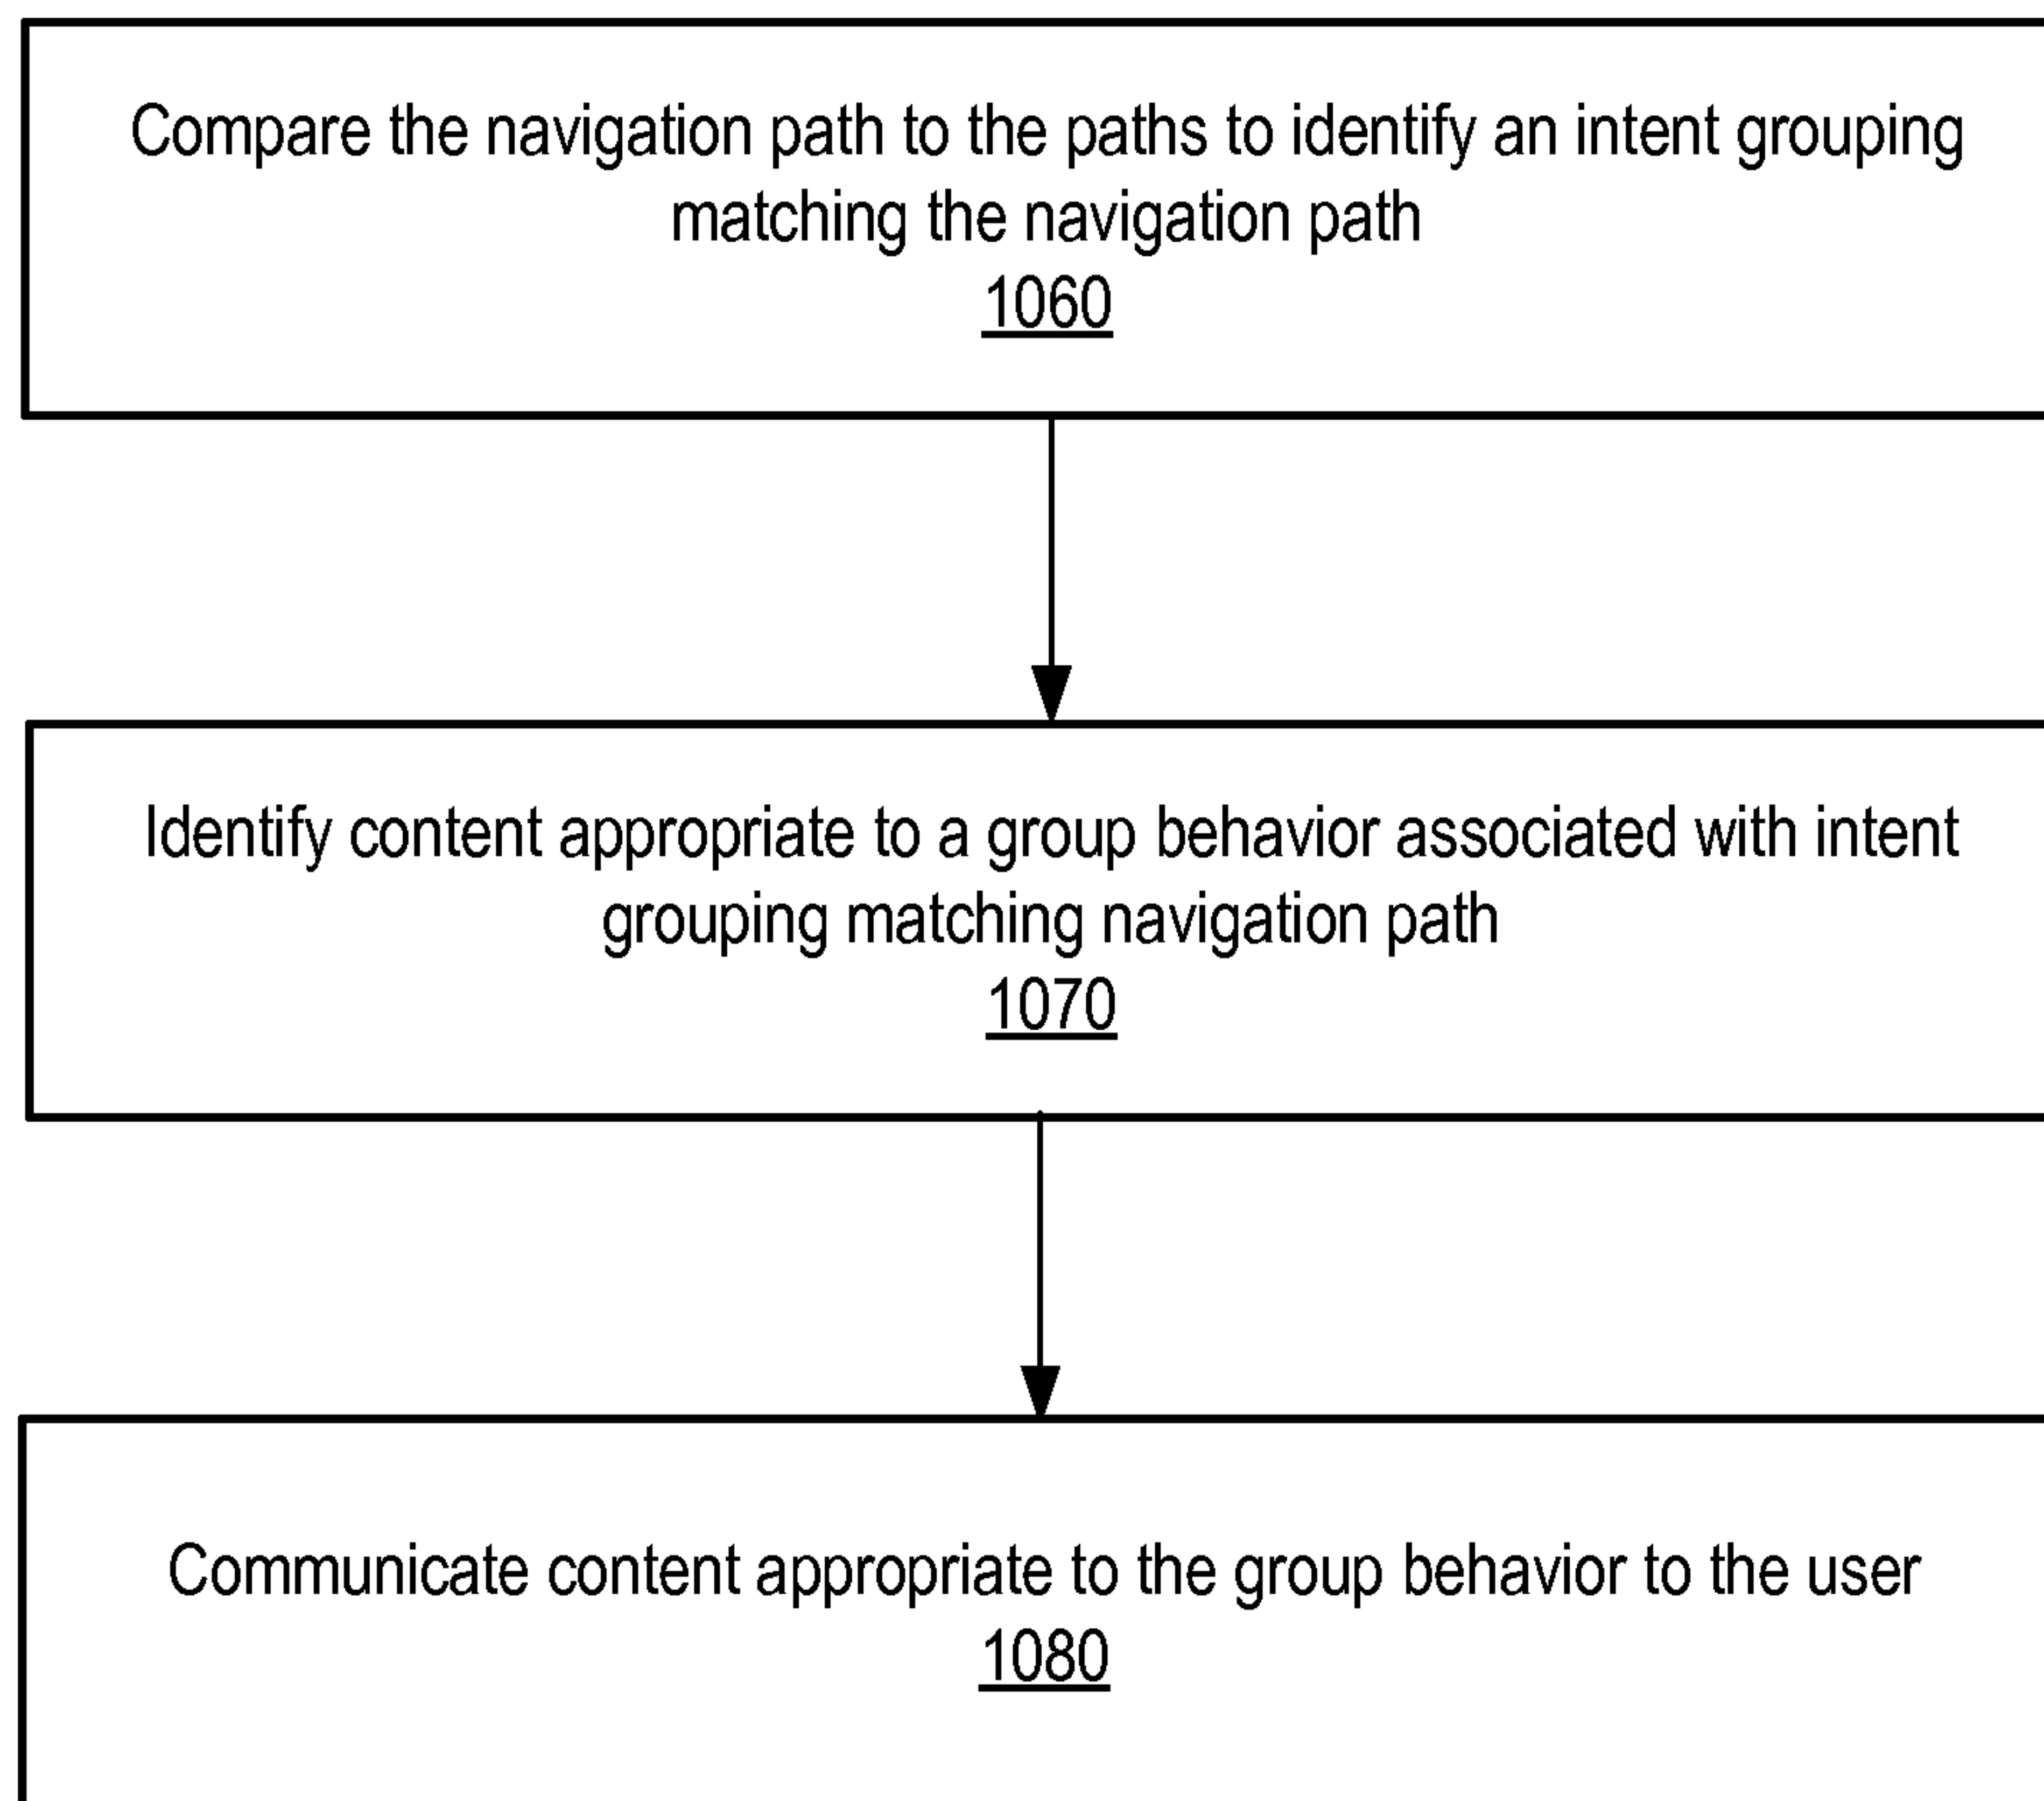 Compare the navigation path to the paths to identify an intent grouping
matching the navigation path
1060
Identify content appropriate to a group behavior associated with intent
grouping matching navigation path
1070
Communicate content appropriate to the group behavior to the user
1080